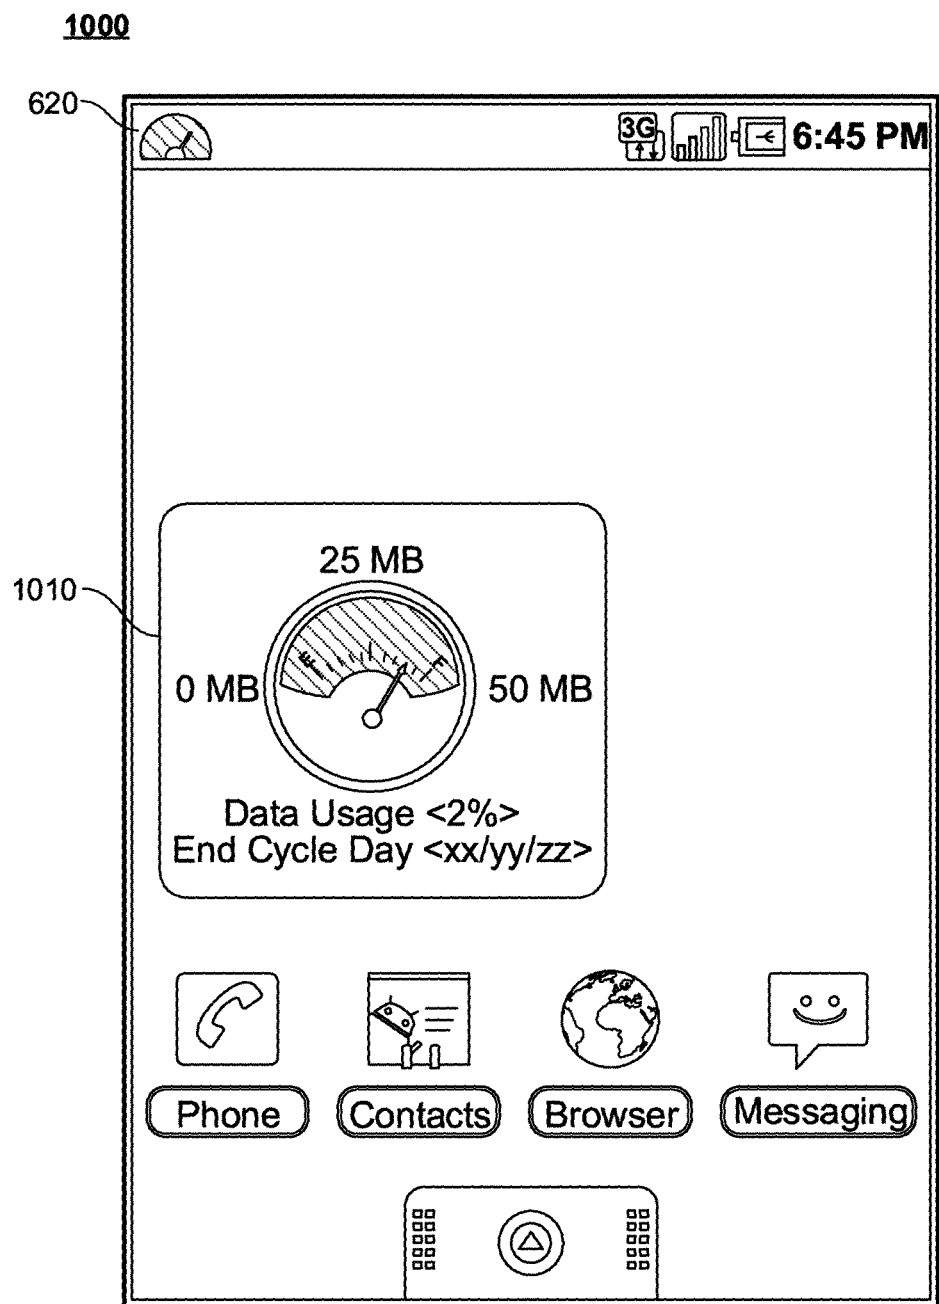 1000
620
3G
6:45 PM
1010
25 MB
E
F
0 MB
50 MB
Data Usage <2%>
End Cycle Day <xx/yy/zz>
Phone
Contacts
Browser
Messaging